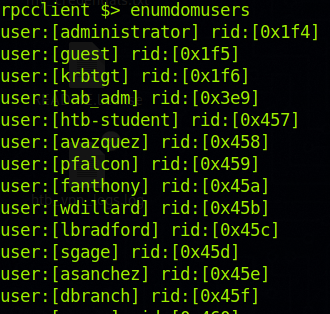 rpcclient $> enumdomusers
user:[administrator] rid:[0x1f4]
user:[guest] rid:[0x1f5]
user:[krbtgt] rid:[0x1f6]
user:[lab_adm] rid:[0x3e9]
user:[htb-student] rid:[0x457]
user:[avazquez] rid:[0x458]
user:[pfalcon] rid:[0x459]
user:[fanthony] rid:[0x45a]
user:[wdillard] rid:[0x45b]
user:[lbradford] rid:[0x45c]
user:[sgage] rid:[0x45d]
user:[asanchez] rid:[0x45e]
user:[dbranch] rid:[0x45f]